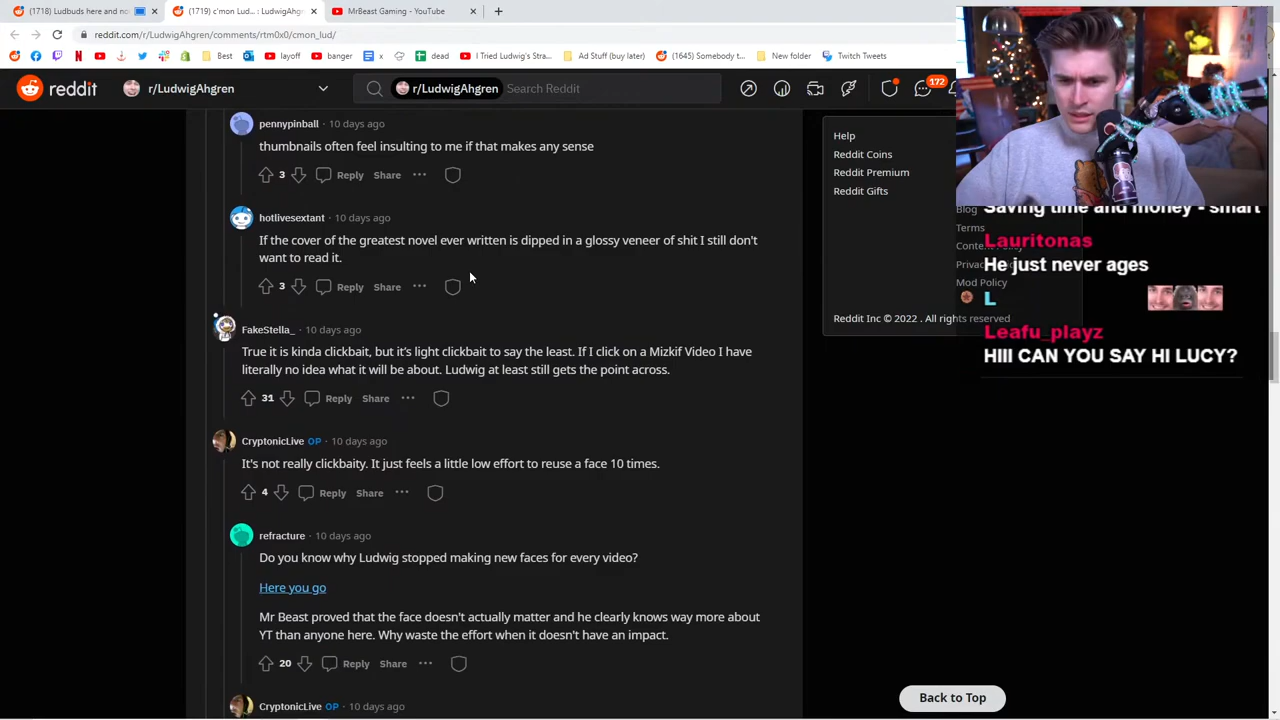 (1718) Ludbuds here and no
(1719) c'mon Lud... : LudwigAhgren
MrBeast Gaming - YouTube
reddit.com/r/LudwigAhgren/comments/rtm0x0/cmon_lud/
Best
layoff
banger
x
dead
I Tried Ludwig's Stra...
Ad Stuff (buy later)
(1645) Somebody t...
New folder
Twitch Tweets
reddit
r/LudwigAhgren
r/LudwigAhgren
Search Reddit
172
pennypinball · 10 days ago
thumbnails often feel insulting to me if that makes any sense
3 Reply Share ...
hotlivesextant · 10 days ago
If the cover of the greatest novel ever written is dipped in a glossy veneer of shit I still don't
want to read it.
3 Reply Share ...
FakeStella_ · 10 days ago
True it is kinda clickbait, but it's light clickbait to say the least. If I click on a Mizkif Video I have
literally no idea what it will be about. Ludwig at least still gets the point across.
31 Reply Share ...
CryptonicLive OP · 10 days ago
It's not really clickbaity. It just feels a little low effort to reuse a face 10 times.
4 Reply Share ...
refracture · 10 days ago
Do you know why Ludwig stopped making new faces for every video?
Here you go
Mr Beast proved that the face doesn't actually matter and he clearly knows way more about
YT than anyone here. Why waste the effort when it doesn't have an impact.
20 Reply Share ...
CryptonicLive OP · 10 days ago
Help
Reddit Coins
Reddit Premium
Reddit Gifts
Blog
Terms
Mod Policy
Reddit Inc © 2022 . All rights reserved
Saving time and money - smart
Lauritonas
He just never ages
L
Leafu_playz
HIII CAN YOU SAY HI LUCY?
Back to Top